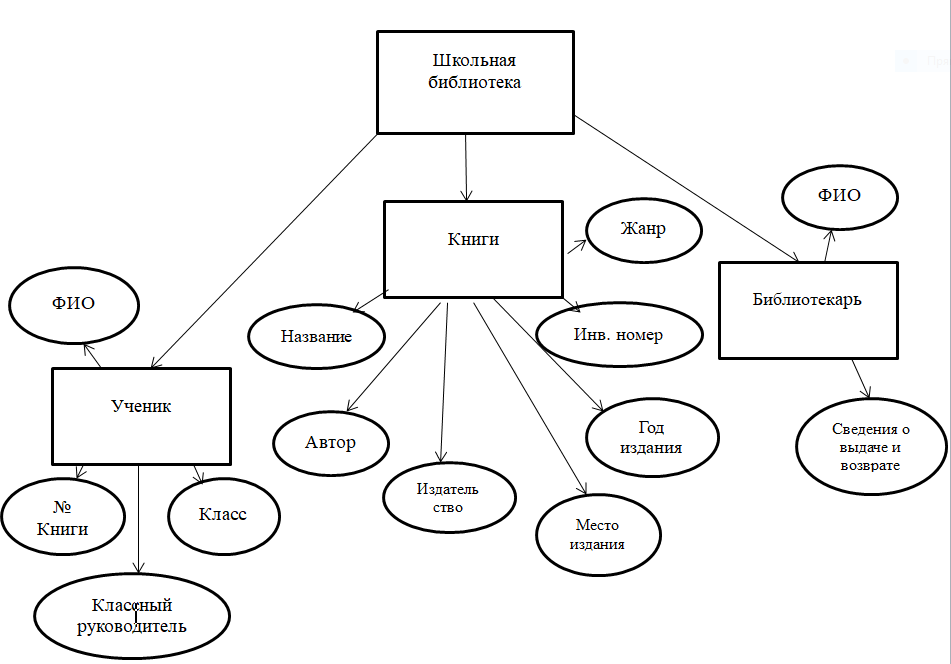 Школьная
библиотека
ФИО
Жанр
Книги
Библиотекарь
ФИО
Название
Инв. номер
Ученик
Год
издания
Сведения о
выдаче и
возврате
Автор
Издатель
ство
№
Книги
Класс
Место
издания
Классный
руководитель